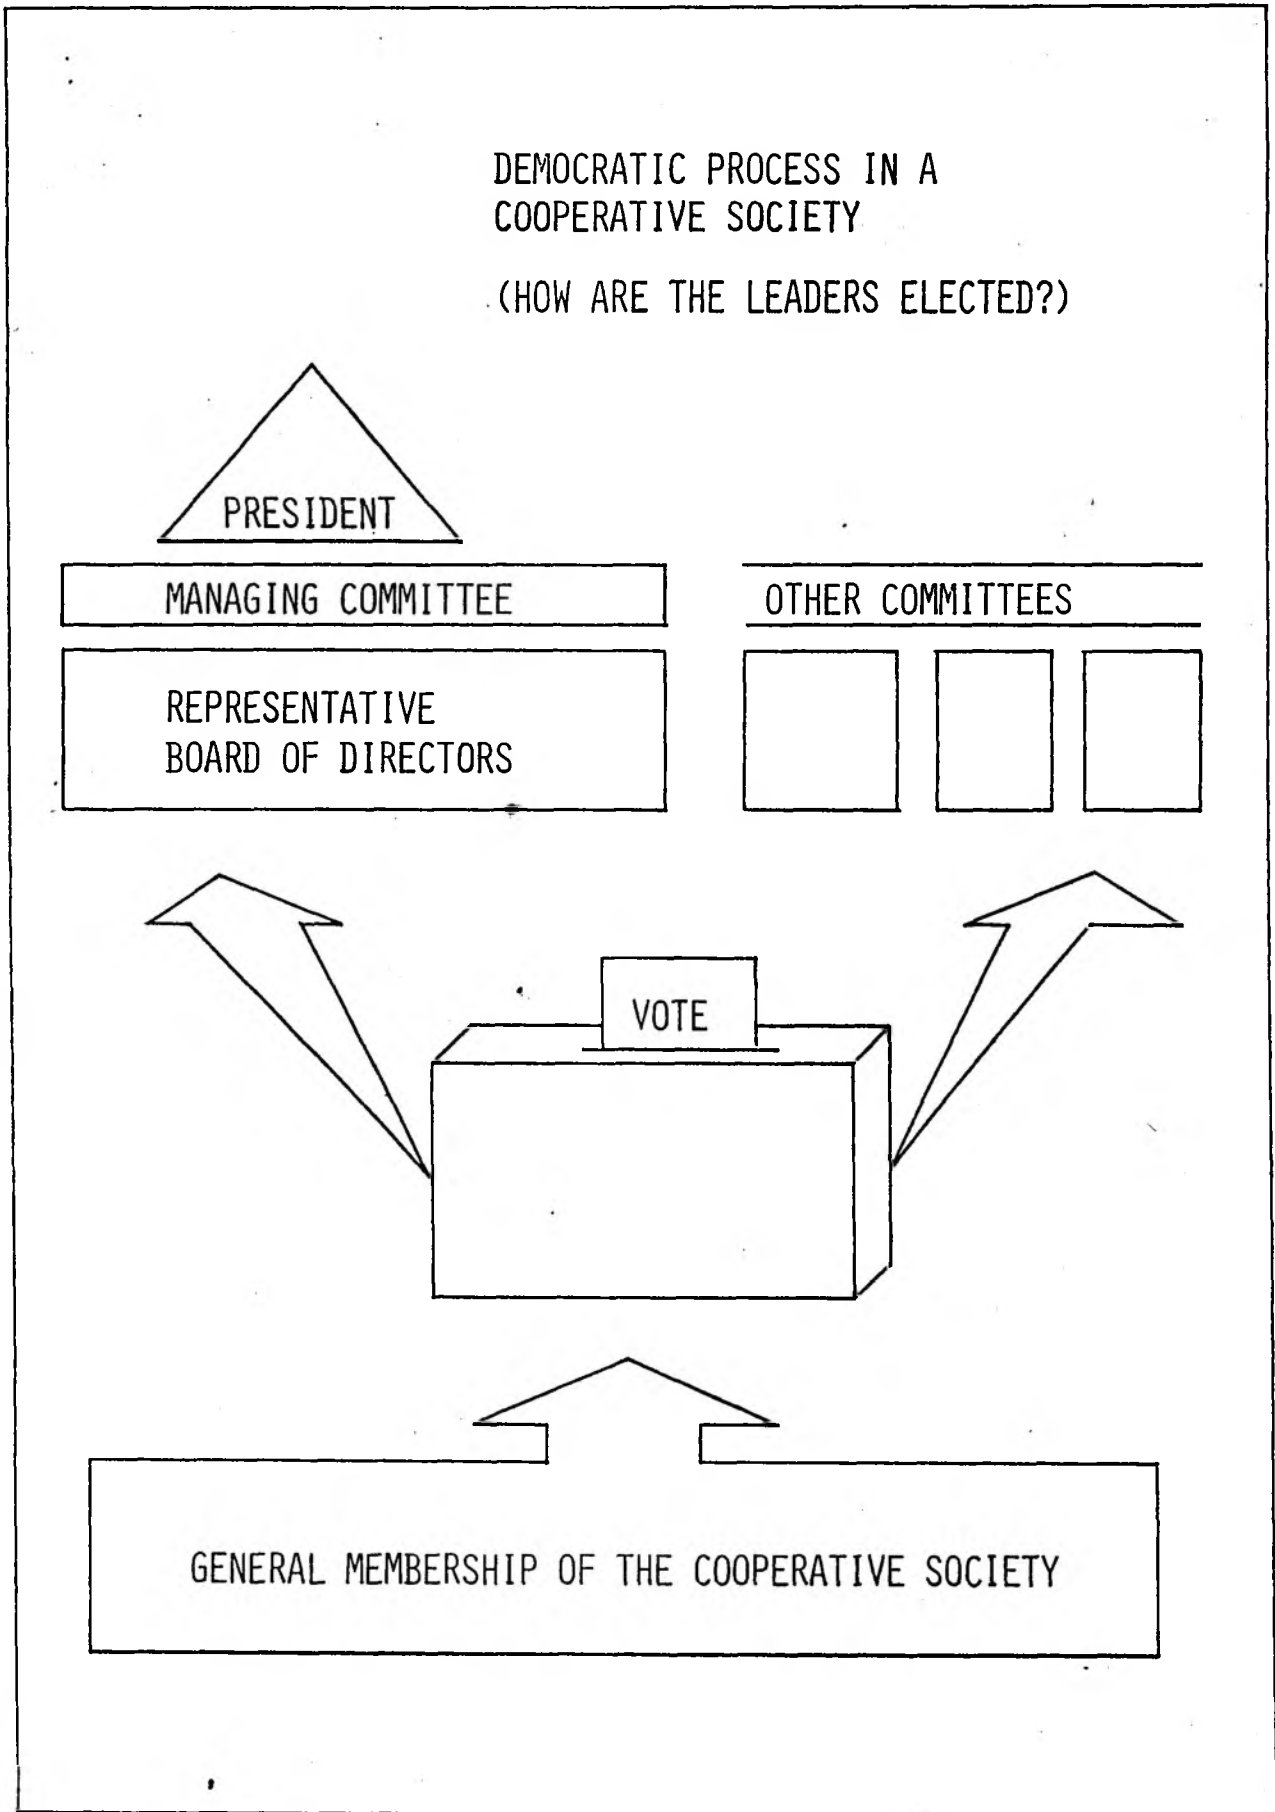 DEMOCRATIC PROCESS IN A
COOPERATIVE SOCIETY
(HOW ARE THE LEADERS ELECTED?)
PRESIDENT
MANAGING COMMITTEE
OTHER COMMITTEES
REPRESENTATIVE
BOARD OF DIRECTORS
VOTE
GENERAL MEMBERSHIP OF THE COOPERATIVE SOCIETY